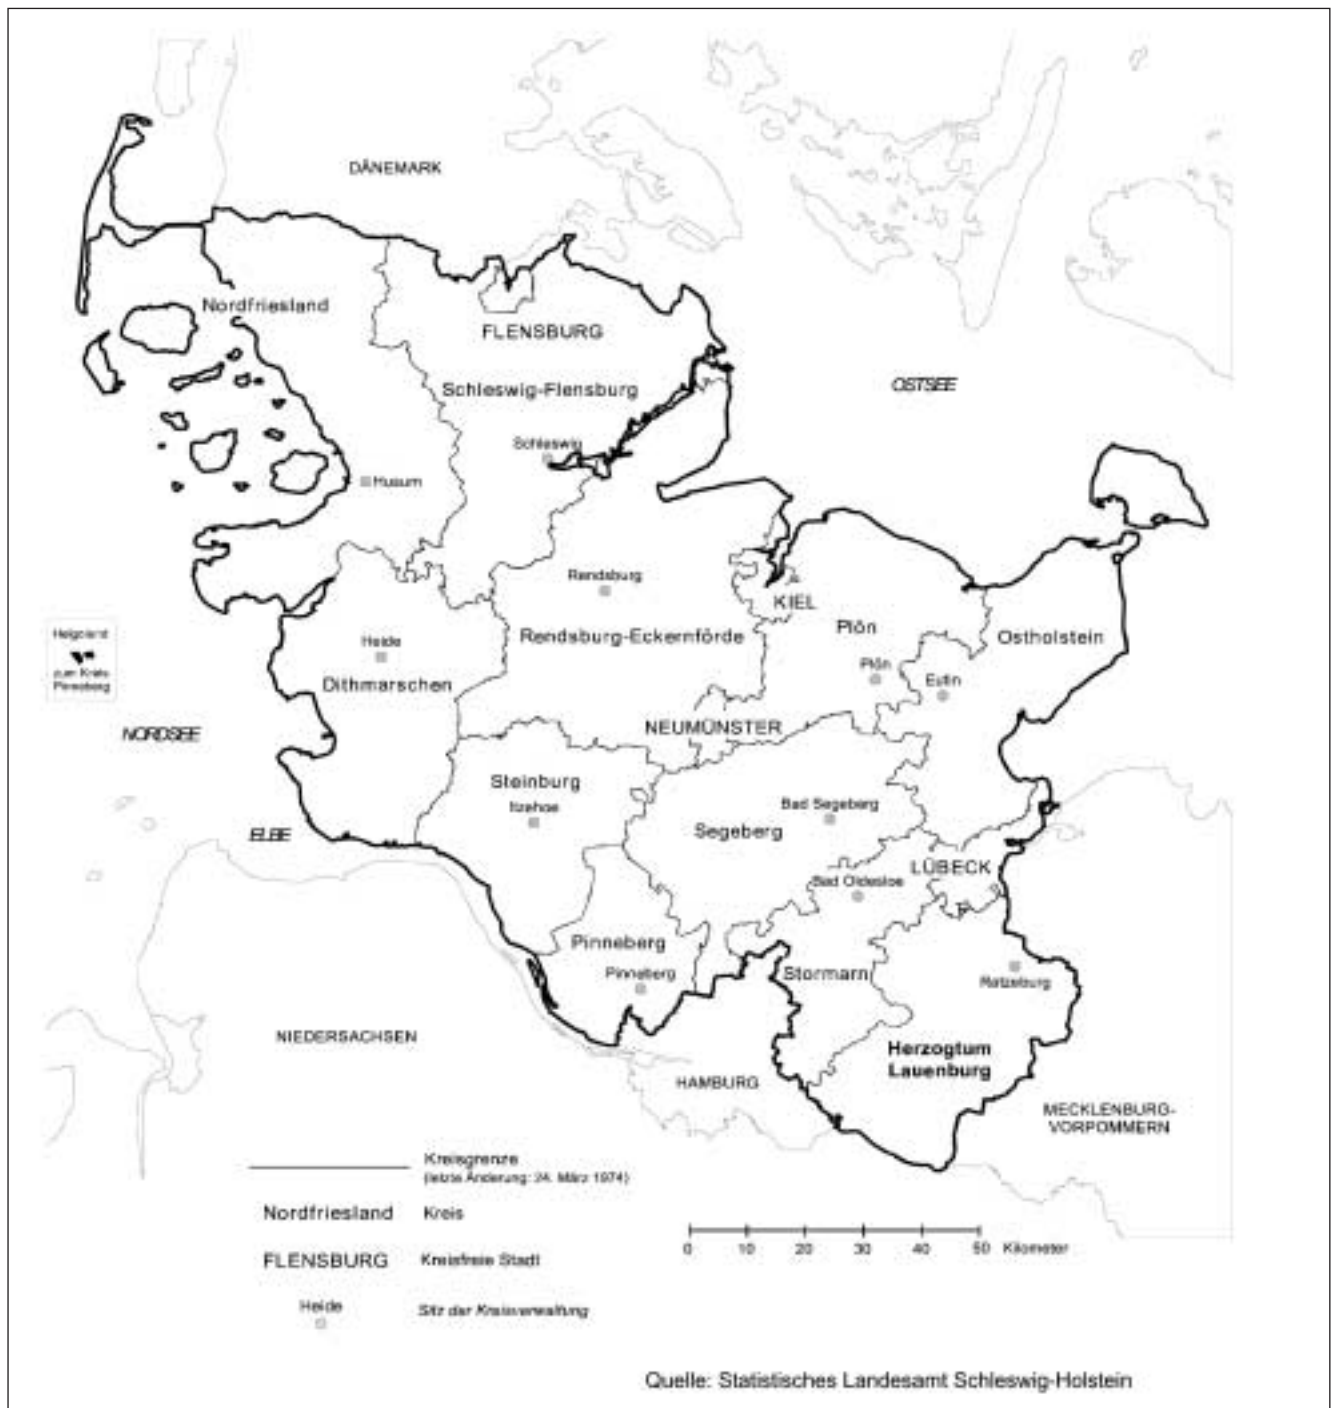 DÄNEMARK
Nordfriesland
FLENSBURG
Schleswig-Flensburg
OSTSEE
Schleswig
Husum
Rendsburg
KIEL
Helgoland
zum Kreis
Pinneberg
Heide
Rendsburg-Eckernförde
Plön
Ostholstein
Plön
Eutin
Dithmarschen
NORDSEE
NEUMÜNSTER
Steinburg
Itzehoe
Bad Segeberg
Segeberg
ELBE
LÜBECK
Bad Oldesloe
Pinneberg
Pinneberg
Stormarn
Ratzeburg
NIEDERSACHSEN
Herzogtum
Lauenburg
HAMBURG
MECKLENBURG-
VORPOMMERN
Kreisgrenze
(letzte Änderung: 24. März 1974)
Nordfriesland Kreis
FLENSBURG Kreisfreie Stadt
Heide Sitz der Kreisverwaltung
0 10 20 30 40 50 Kilometer
Quelle: Statistisches Landesamt Schleswig-Holstein